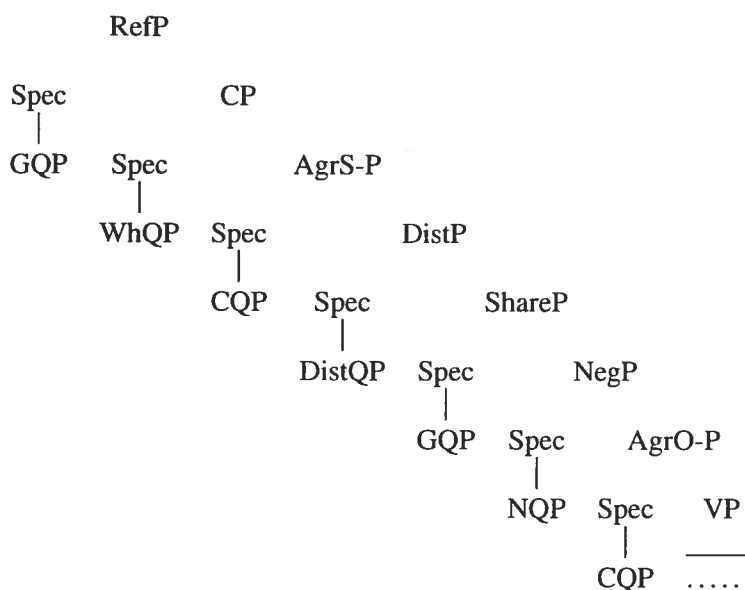 RefP
Spec CP
GQP Spec AgrS-P
WhQP Spec DistP
CQP Spec ShareP
DistQP Spec NegP
GQP Spec AgrO-P
NQP Spec VP
CQP .....